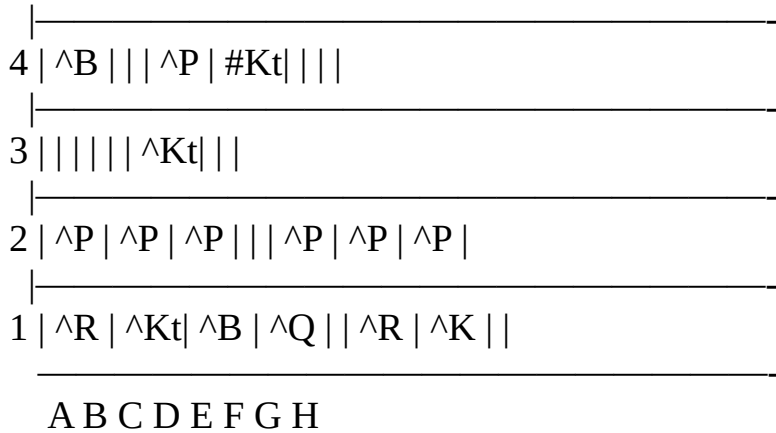 |———————————————————-
4 | ^B | | | ^P | #Kt| | | |
|———————————————————-
3 | | | | | | ^Kt| | |
|———————————————————-
2 | ^P | ^P | ^P | | | ^P | ^P | ^P |
|———————————————————-
1 | ^R | ^Kt| ^B | ^Q | | ^R | ^K | |
———————————————————-
A B C D E F G H